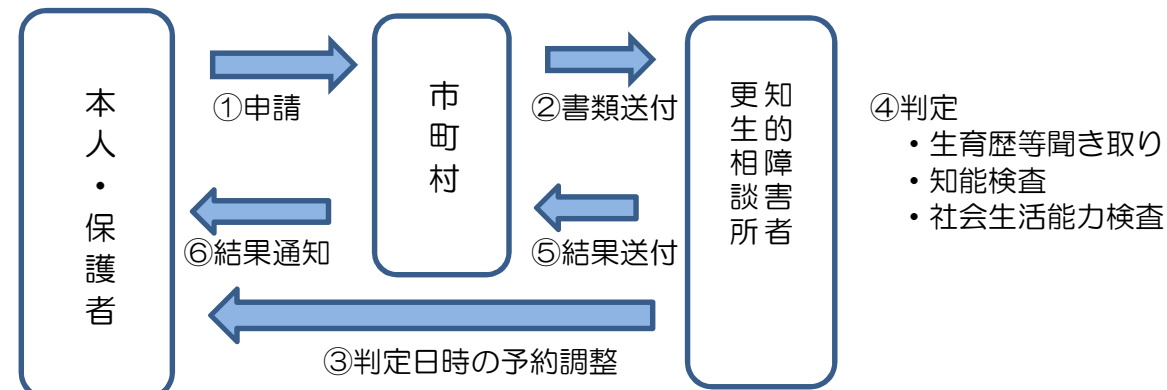 本人・保護者
①申請
市町村
②書類送付
知的障害者
更生相談所
④判定
・生育歴等聞き取り
・知能検査
・社会生活能力検査
⑥結果通知
⑤結果送付
③判定日時の予約調整